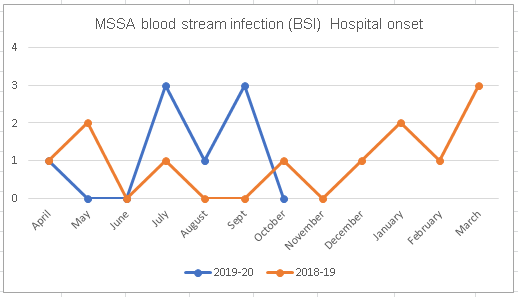 MSSA blood stream infection (BSI)  Hospital onset
4
3
2
1
0
April
May
June
July
August
Sept
October
November
December
January
February
March
2019-20
2018-19